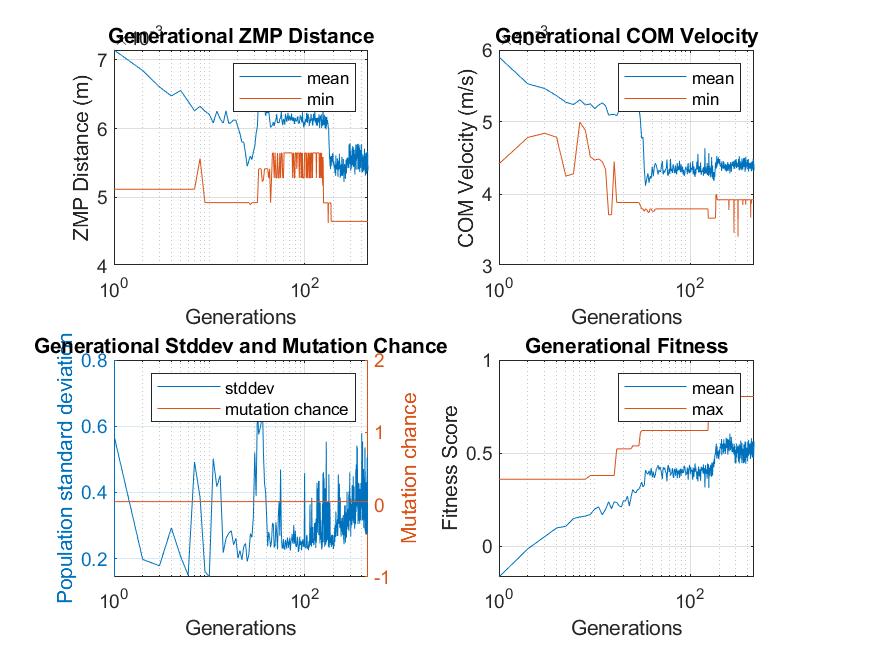 Generational ZMP Distance
7
6
5
4
ZMP Distance (m)
mean
min
10^0
10^2
Generations
Generational COM Velocity
6
5
4
3
COM Velocity (m/s)
mean
min
10^0
10^2
Generations
Generational Stddev and Mutation Chance
0.8
0.6
0.4
0.2
Population standard deviation
2
1
0
-1
Mutation chance
stddev
mutation chance
10^0
10^2
Generations
Generational Fitness
1
0.5
0
Fitness Score
mean
max
10^0
10^2
Generations